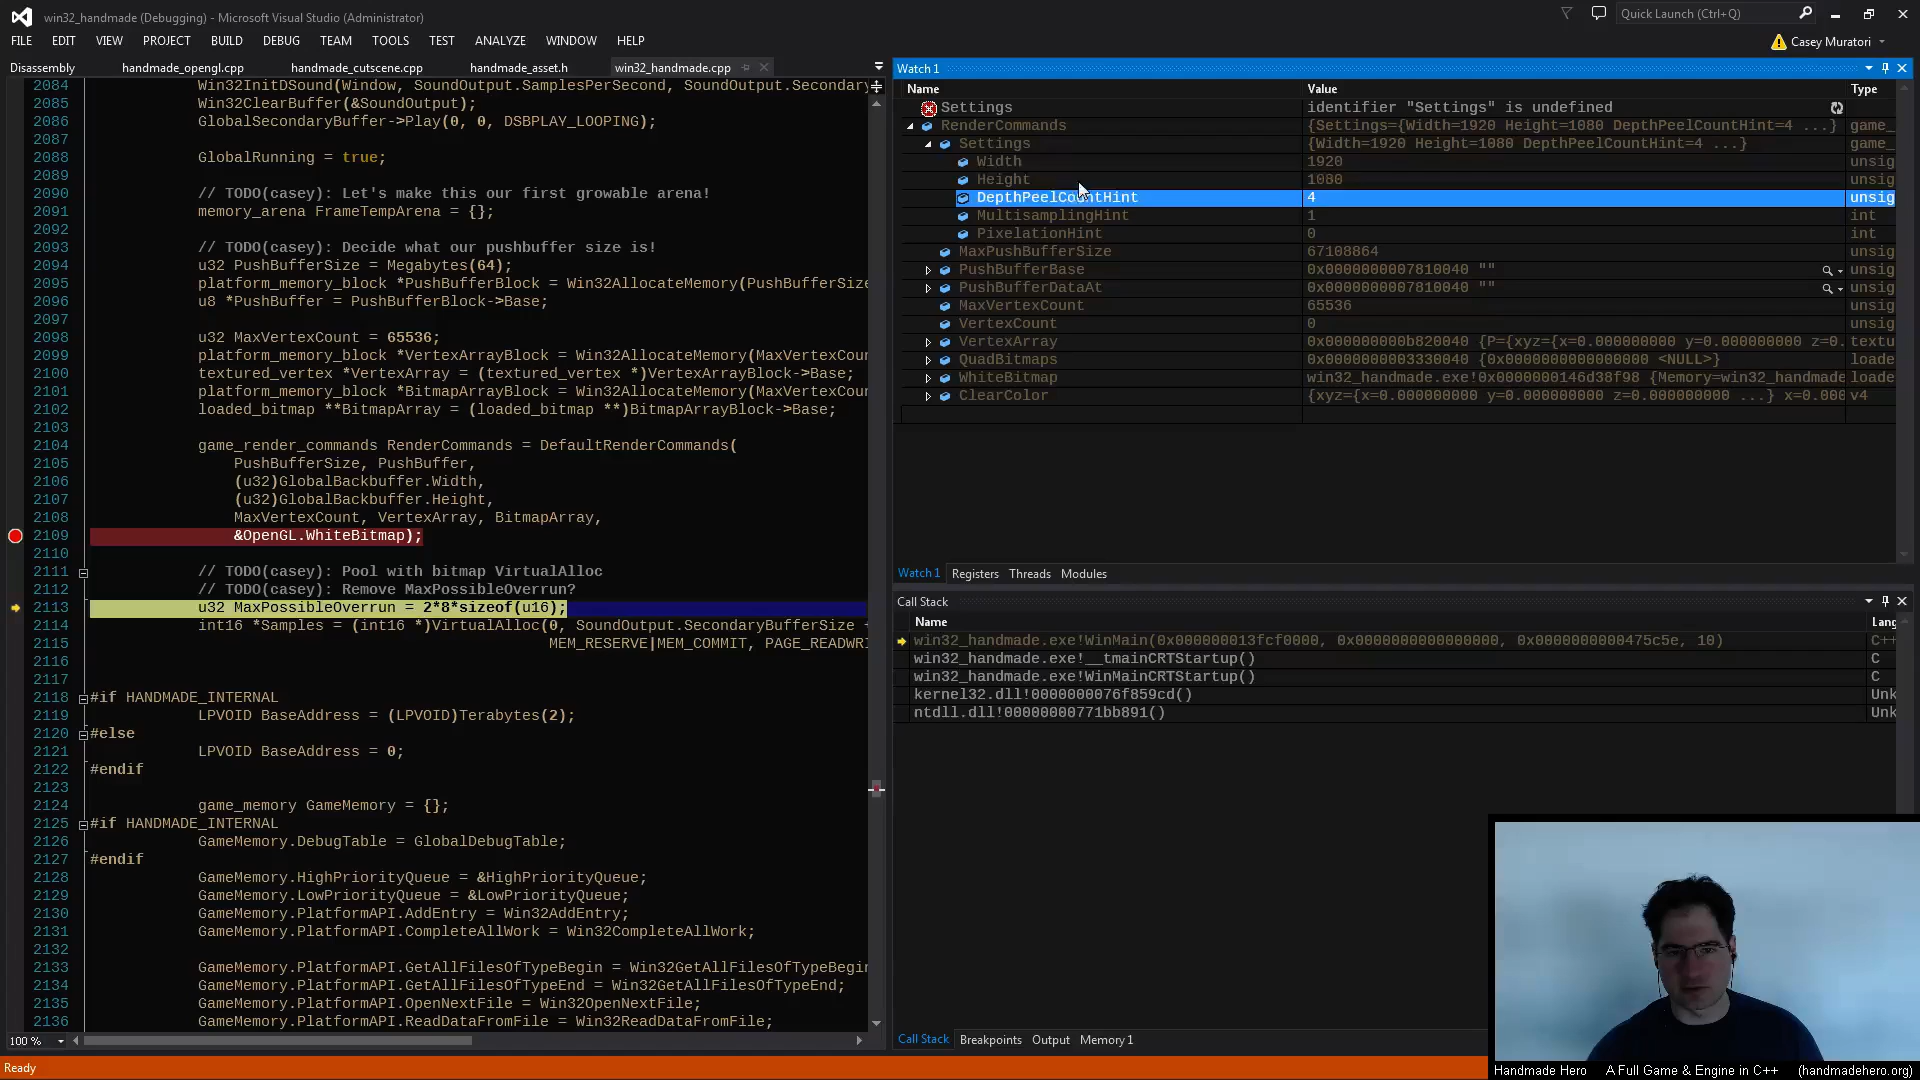 win32_handmade (Debugging) - Microsoft Visual Studio (Administrator)
Quick Launch (Ctrl+Q)
FILE EDIT VIEW PROJECT BUILD DEBUG TEAM TOOLS TEST ANALYZE WINDOW HELP
Casey Muratori
Disassembly handmade_opengl.cpp handmade_cutscene.cpp handmade_asset.h win32_handmade.cpp
2084 Win32InitDSound(Window, SoundOutput.SamplesPerSecond, SoundOutput.Secondary
2085 Win32ClearBuffer(&SoundOutput);
2086 GlobalSecondaryBuffer->Play(0, 0, DSBPLAY_LOOPING);
2087
2088 GlobalRunning = true;
2089
2090 // TODO(casey): Let's make this our first growable arena!
2091 memory_arena FrameTempArena = {};
2092
2093 // TODO(casey): Decide what our pushbuffer size is!
2094 u32 PushBufferSize = Megabytes(64);
2095 platform_memory_block *PushBufferBlock = Win32AllocateMemory(PushBufferSize
2096 u8 *PushBuffer = PushBufferBlock->Base;
2097
2098 u32 MaxVertexCount = 65536;
2099 platform_memory_block *VertexArrayBlock = Win32AllocateMemory(MaxVertexCoun
2100 textured_vertex *VertexArray = (textured_vertex *)VertexArrayBlock->Base;
2101 platform_memory_block *BitmapArrayBlock = Win32AllocateMemory(MaxVertexCoun
2102 loaded_bitmap **BitmapArray = (loaded_bitmap **)BitmapArrayBlock->Base;
2103
2104 game_render_commands RenderCommands = DefaultRenderCommands(
2105 PushBufferSize, PushBuffer,
2106 (u32)GlobalBackbuffer.Width,
2107 (u32)GlobalBackbuffer.Height,
2108 MaxVertexCount, VertexArray, BitmapArray,
2109 &OpenGL.WhiteBitmap);
2110
2111 // TODO(casey): Pool with bitmap VirtualAlloc
2112 // TODO(casey): Remove MaxPossibleOverrun?
2113 u32 MaxPossibleOverrun = 2*8*sizeof(u16);
2114 int16 *Samples = (int16 *)VirtualAlloc(0, SoundOutput.SecondaryBufferSize +
2115 MEM_RESERVE|MEM_COMMIT, PAGE_READWRI
2116
2117
2118 #if HANDMADE_INTERNAL
2119 LPVOID BaseAddress = (LPVOID)Terabytes(2);
2120 #else
2121 LPVOID BaseAddress = 0;
2122 #endif
2123
2124 game_memory GameMemory = {};
2125 #if HANDMADE_INTERNAL
2126 GameMemory.DebugTable = GlobalDebugTable;
2127 #endif
2128 GameMemory.HighPriorityQueue = &HighPriorityQueue;
2129 GameMemory.LowPriorityQueue = &LowPriorityQueue;
2130 GameMemory.PlatformAPI.AddEntry = Win32AddEntry;
2131 GameMemory.PlatformAPI.CompleteAllWork = Win32CompleteAllWork;
2132
2133 GameMemory.PlatformAPI.GetAllFilesOfTypeBegin = Win32GetAllFilesOfTypeBegin
2134 GameMemory.PlatformAPI.GetAllFilesOfTypeEnd = Win32GetAllFilesOfTypeEnd;
2135 GameMemory.PlatformAPI.OpenNextFile = Win32OpenNextFile;
2136 GameMemory.PlatformAPI.ReadDataFromFile = Win32ReadDataFromFile;
100 %
Ready
Watch 1
Name Value Type
Settings identifier "Settings" is undefined
RenderCommands {Settings={Width=1920 Height=1080 DepthPeelCountHint=4 ...} game_
Settings {Width=1920 Height=1080 DepthPeelCountHint=4 ...} game_
Width 1920 unsig
Height 1080 unsig
DepthPeelCountHint 4 unsig
MultisamplingHint 1 int
PixelationHint 0 int
MaxPushBufferSize 67108864 unsig
PushBufferBase 0x0000000007810040 "" unsig
PushBufferDataAt 0x0000000007810040 "" unsig
MaxVertexCount 65536 unsig
VertexCount 0 unsig
VertexArray 0x000000000b820040 {P={xyz={x=0.000000000 y=0.000000000 z=0. textu
QuadBitmaps 0x0000000003330040 {0x0000000000000000 <NULL>} loade
WhiteBitmap win32_handmade.exe!0x0000000146d38f98 {Memory=win32_handmade loade
ClearColor {xyz={x=0.000000000 y=0.000000000 z=0.000000000 ...} x=0.000 v4
Watch 1 Registers Threads Modules
Call Stack
Name Lang
win32_handmade.exe!WinMain(0x000000013fcf0000, 0x0000000000000000, 0x0000000000475c5e, 10) C++
win32_handmade.exe!__tmainCRTStartup() C
win32_handmade.exe!WinMainCRTStartup() C
kernel32.dll!0000000076f859cd() Unk
ntdll.dll!00000000771bb891() Unk
Call Stack Breakpoints Output Memory 1
Handmade Hero A Full Game & Engine in C++ (handmadehero.org)